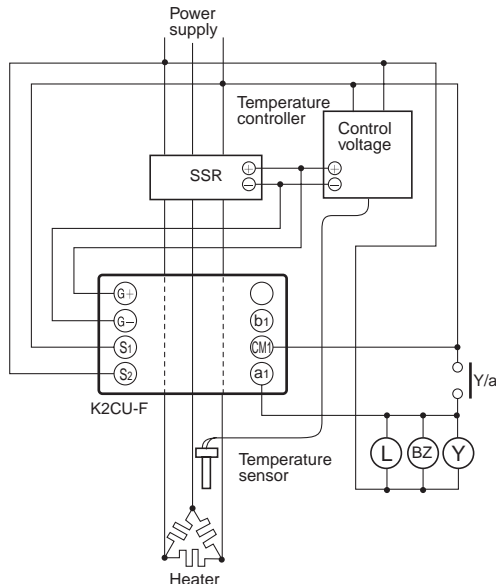 Power
supply
Temperature
controller
Control
voltage
SSR
+
−
+
−
G+
G−
S1
S2
b1
CM1
a1
K2CU-F
Y/a
L
BZ
Y
Temperature
sensor
Heater